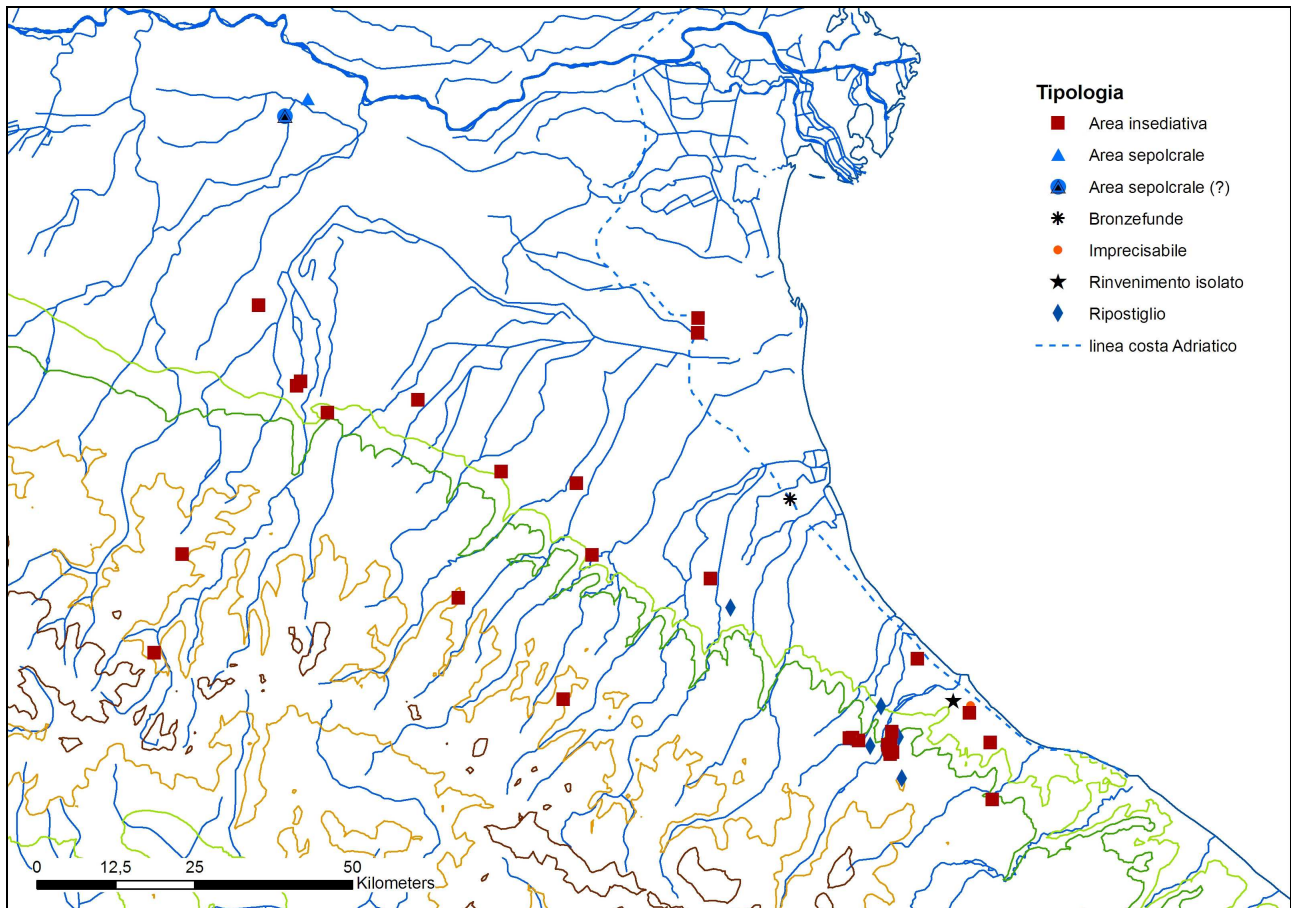 Tipologia
Area insediativa
Area sepolcrale
Area sepolcrale (?)
Bronzefunde
Imprecisabile
Rinvenimento isolato
Ripostiglio
linea costa Adriatico
0 12,5 25 50
Kilometers